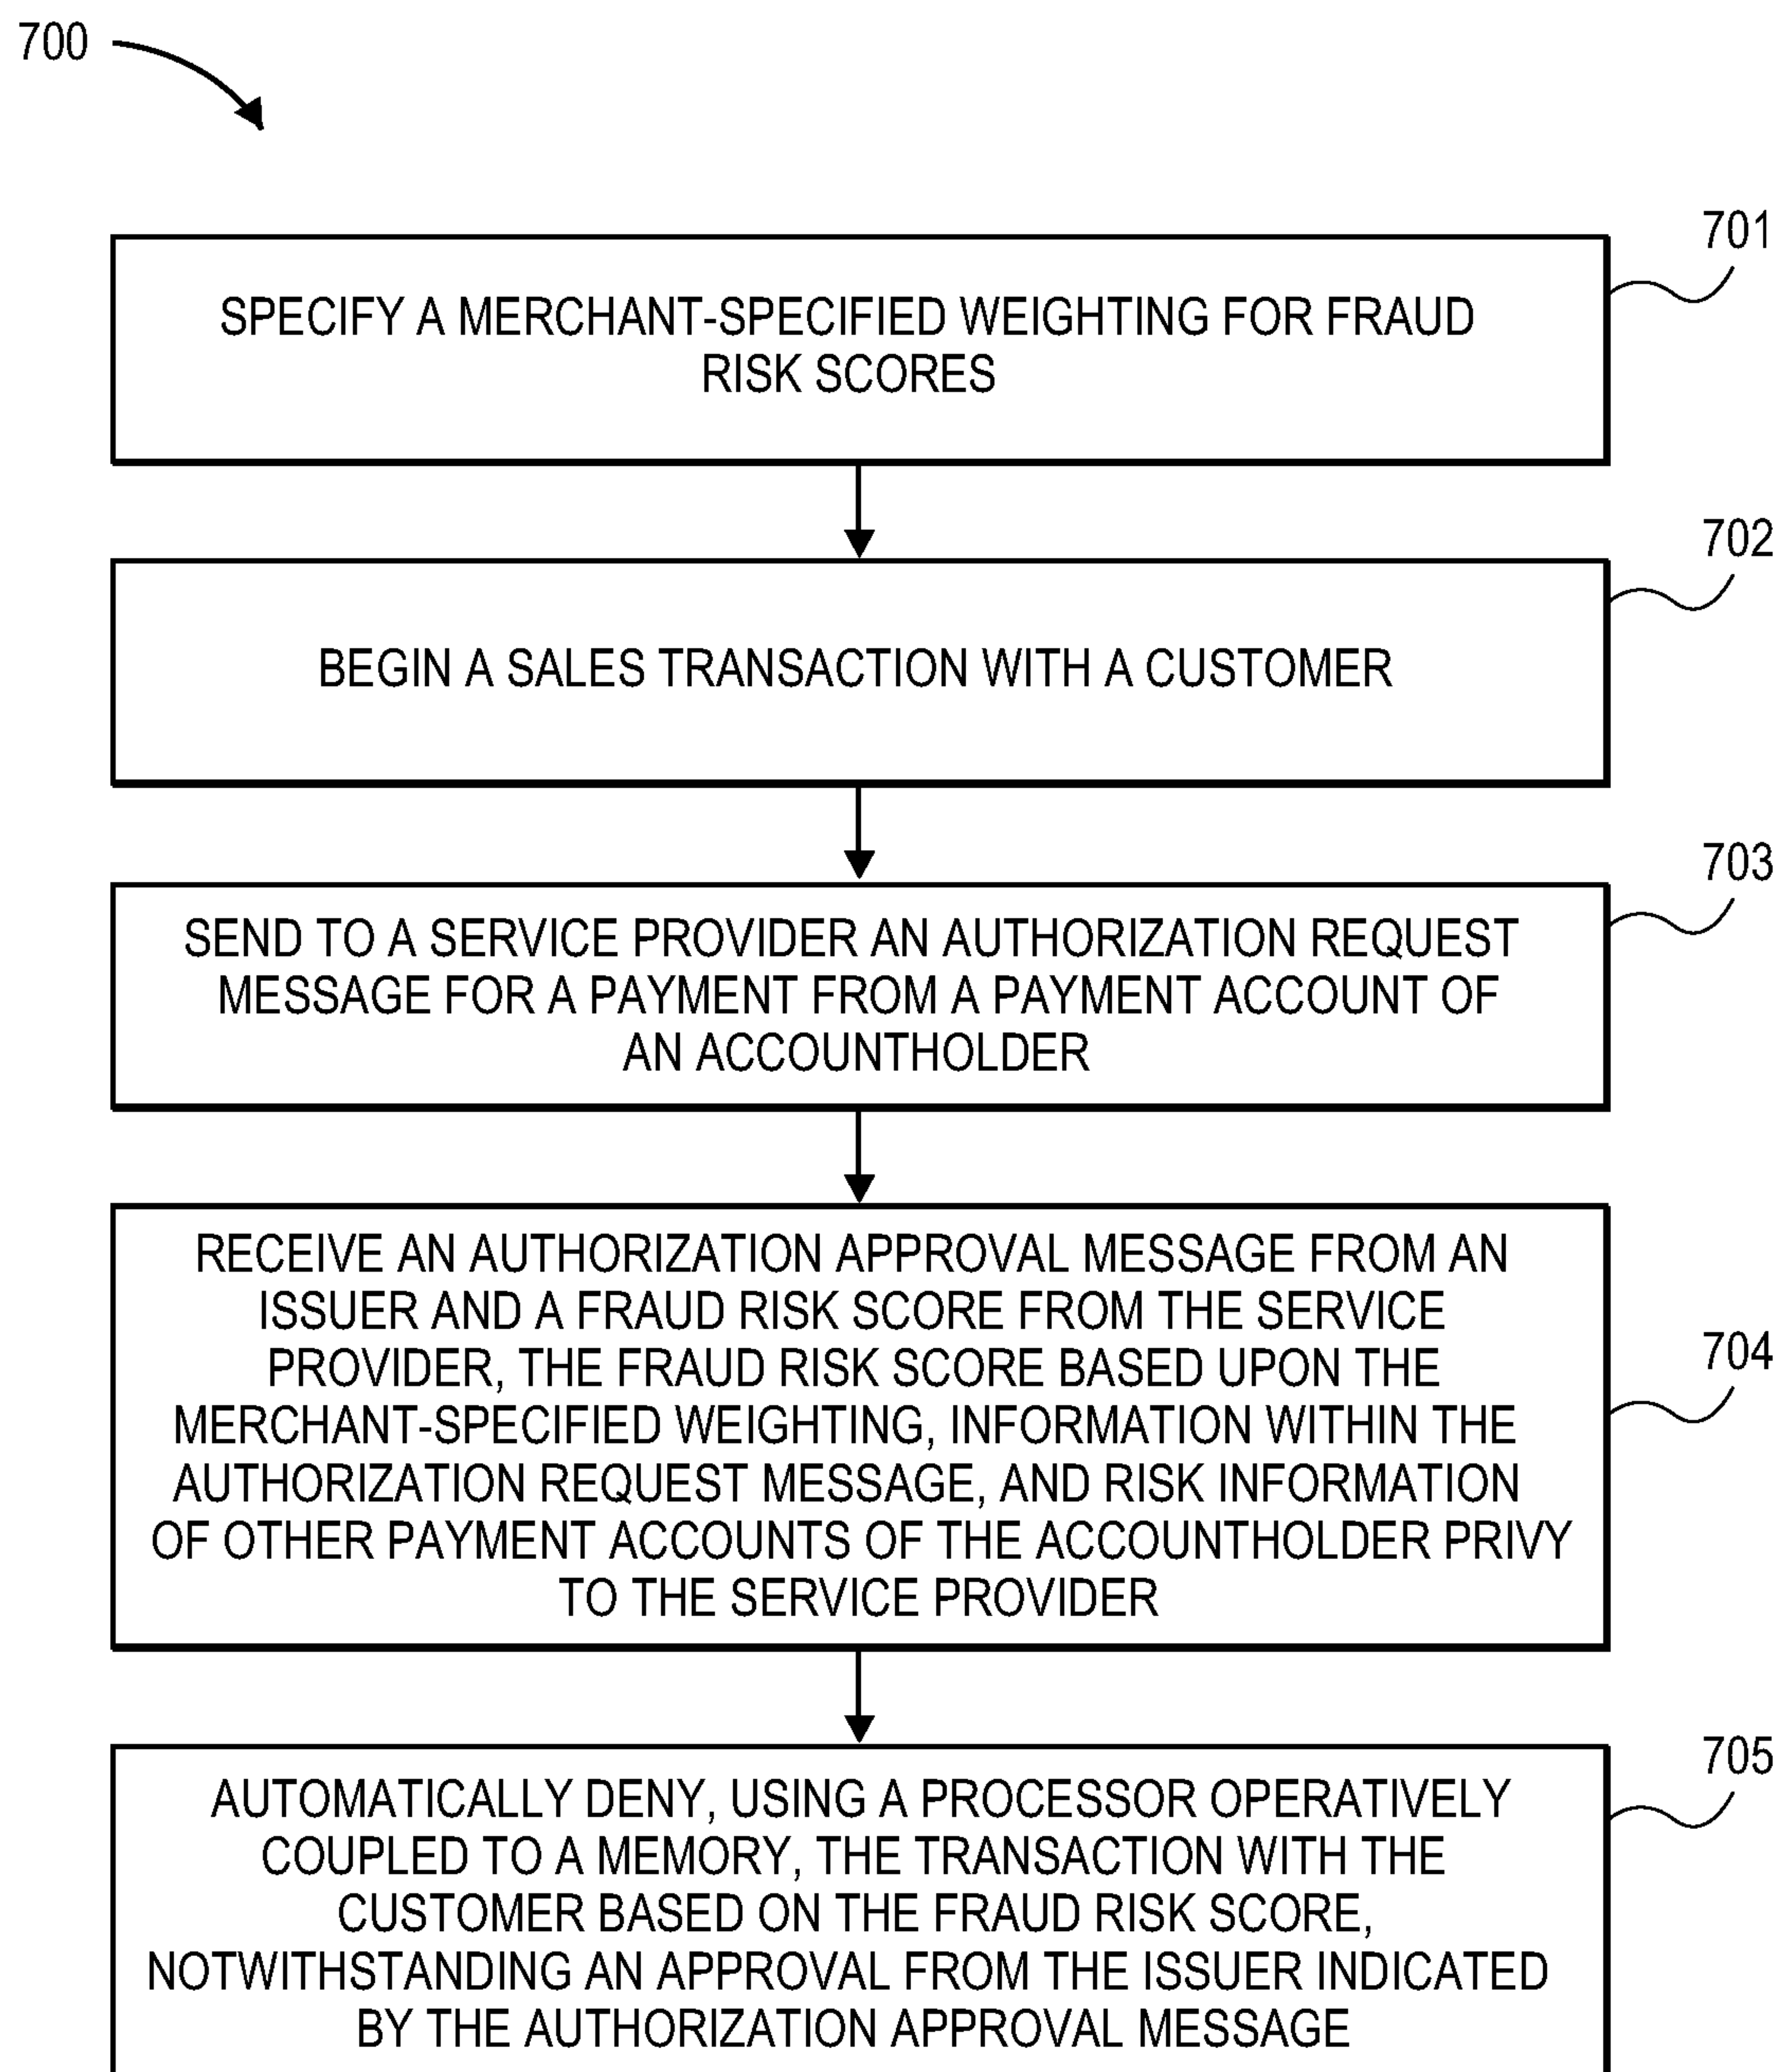 700
701
SPECIFY A MERCHANT-SPECIFIED WEIGHTING FOR FRAUD
RISK SCORES
702
BEGIN A SALES TRANSACTION WITH A CUSTOMER
703
SEND TO A SERVICE PROVIDER AN AUTHORIZATION REQUEST
MESSAGE FOR A PAYMENT FROM A PAYMENT ACCOUNT OF
AN ACCOUNTHOLDER
704
RECEIVE AN AUTHORIZATION APPROVAL MESSAGE FROM AN
ISSUER AND A FRAUD RISK SCORE FROM THE SERVICE
PROVIDER, THE FRAUD RISK SCORE BASED UPON THE
MERCHANT-SPECIFIED WEIGHTING, INFORMATION WITHIN THE
AUTHORIZATION REQUEST MESSAGE, AND RISK INFORMATION
OF OTHER PAYMENT ACCOUNTS OF THE ACCOUNTHOLDER PRIVY
TO THE SERVICE PROVIDER
705
AUTOMATICALLY DENY, USING A PROCESSOR OPERATIVELY
COUPLED TO A MEMORY, THE TRANSACTION WITH THE
CUSTOMER BASED ON THE FRAUD RISK SCORE,
NOTWITHSTANDING AN APPROVAL FROM THE ISSUER INDICATED
BY THE AUTHORIZATION APPROVAL MESSAGE